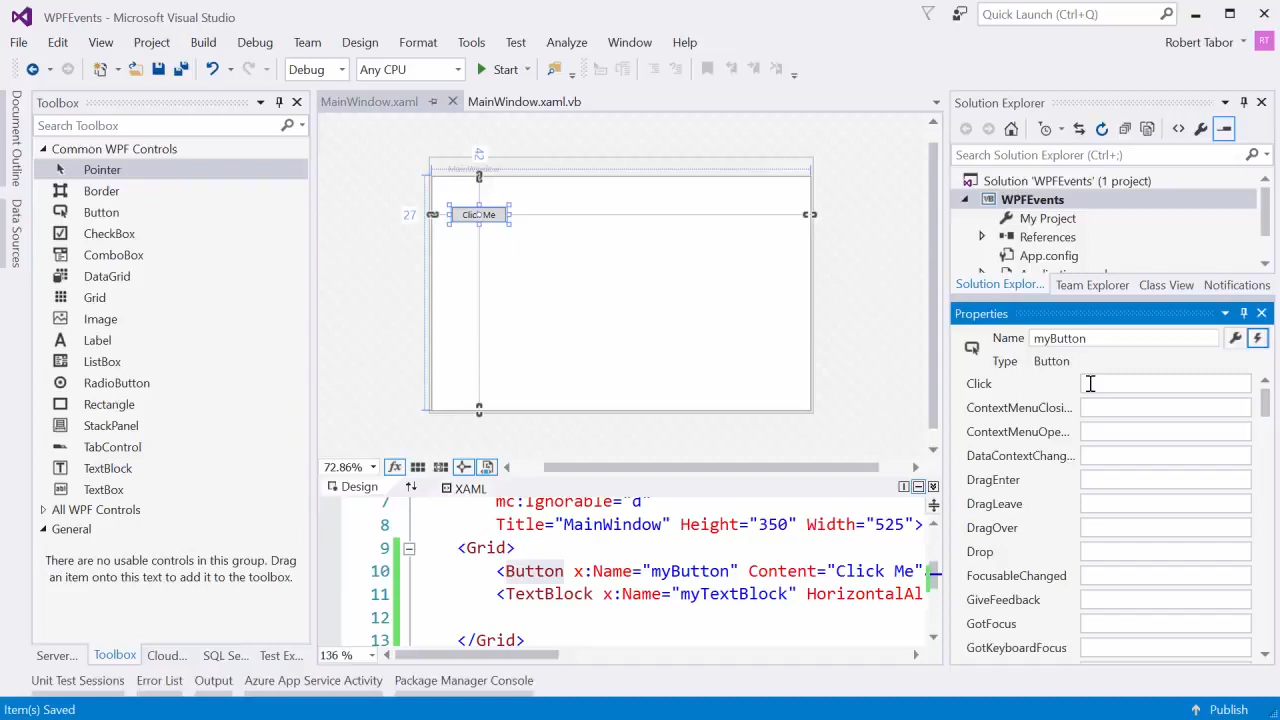 WPFEvents - Microsoft Visual Studio
Quick Launch (Ctrl+Q)
File Edit View Project Build Debug Team Format Tools Test Analyze Window Help
Robert Tabor RT
Debug Any CPU Start
Document Outline
Data Sources
Toolbox
Search Toolbox
Common WPF Controls
Pointer
Border
Button
CheckBox
ComboBox
DataGrid
Grid
Image
Label
ListBox
RadioButton
Rectangle
StackPanel
TabControl
TextBlock
TextBox
All WPF Controls
General
There are no usable controls in this group. Drag
an item onto this text to add it to the toolbox.
Server... Toolbox Cloud... SQL Se... Test Ex...
MainWindow.xaml MainWindow.xaml.vb
42
MainWindow
27
Click Me
72.86% fx
Design XAML
7 mc:Ignorable="d"
8 Title="MainWindow" Height="350" Width="525">
9 <Grid>
10 <Button x:Name="myButton" Content="Click Me"
11 <TextBlock x:Name="myTextBlock" HorizontalAl
12
13 </Grid>
136 %
Solution Explorer
Search Solution Explorer (Ctrl+;)
Solution 'WPFEvents' (1 project)
VB WPFEvents
My Project
References
App.config
Solution Explor... Team Explorer Class View Notifications
Properties
Name myButton
Type Button
Click
ContextMenuClosi...
ContextMenuOpe...
DataContextChang...
DragEnter
DragLeave
DragOver
Drop
FocusableChanged
GiveFeedback
GotFocus
GotKeyboardFocus
Unit Test Sessions Error List Output Azure App Service Activity Package Manager Console
Item(s) Saved
Publish